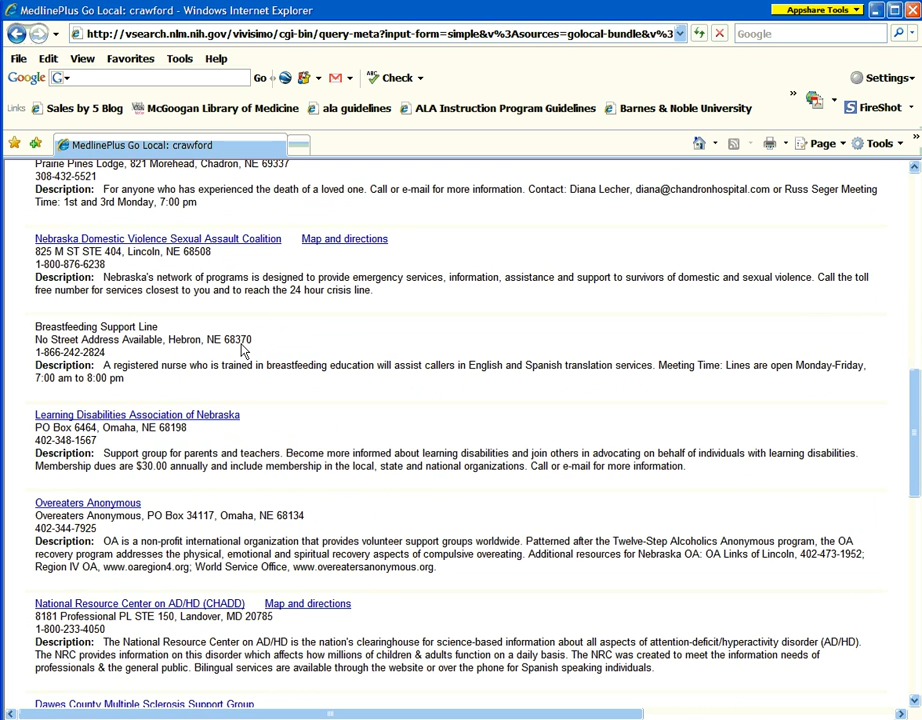 MedlinePlus Go Local: crawford - Windows Internet Explorer
Appshare Tools
http://vsearch.nlm.nih.gov/vivisimo/cgi-bin/query-meta?input-form=simple&v%3Asources=golocal-bundle&v%3
Google
File Edit View Favorites Tools Help
Google G Go Check Settings
Links Sales by 5 Blog McGoogan Library of Medicine ala guidelines ALA Instruction Program Guidelines Barnes & Noble University » FireShot
MedlinePlus Go Local: crawford Page Tools
Prairie Pines Lodge, 821 Morehead, Chadron, NE 69337
308-432-5521
Description: For anyone who has experienced the death of a loved one. Call or e-mail for more information. Contact: Diana Lecher, diana@chandronhospital.com or Russ Seger Meeting
Time: 1st and 3rd Monday, 7:00 pm
Nebraska Domestic Violence Sexual Assault Coalition Map and directions
825 M ST STE 404, Lincoln, NE 68508
1-800-876-6238
Description: Nebraska's network of programs is designed to provide emergency services, information, assistance and support to survivors of domestic and sexual violence. Call the toll
free number for services closest to you and to reach the 24 hour crisis line.
Breastfeeding Support Line
No Street Address Available, Hebron, NE 68370
1-866-242-2824
Description: A registered nurse who is trained in breastfeeding education will assist callers in English and Spanish translation services. Meeting Time: Lines are open Monday-Friday,
7:00 am to 8:00 pm
Learning Disabilities Association of Nebraska
PO Box 6464, Omaha, NE 68198
402-348-1567
Description: Support group for parents and teachers. Become more informed about learning disabilities and join others in advocating on behalf of individuals with learning disabilities.
Membership dues are $30.00 annually and include membership in the local, state and national organizations. Call or e-mail for more information.
Overeaters Anonymous
Overeaters Anonymous, PO Box 34117, Omaha, NE 68134
402-344-7925
Description: OA is a non-profit international organization that provides volunteer support groups worldwide. Patterned after the Twelve-Step Alcoholics Anonymous program, the OA
recovery program addresses the physical, emotional and spiritual recovery aspects of compulsive overeating. Additional resources for Nebraska OA: OA Links of Lincoln, 402-473-1952;
Region IV OA, www.oaregion4.org; World Service Office, www.overeatersanonymous.org.
National Resource Center on AD/HD (CHADD) Map and directions
8181 Professional PL STE 150, Landover, MD 20785
1-800-233-4050
Description: The National Resource Center on AD/HD is the nation's clearinghouse for science-based information about all aspects of attention-deficit/hyperactivity disorder (AD/HD).
The NRC provides information on this disorder which affects how millions of children & adults function on a daily basis. The NRC was created to meet the information needs of
professionals & the general public. Bilingual services are available through the website or over the phone for Spanish speaking individuals.
Dawes County Multiple Sclerosis Support Group